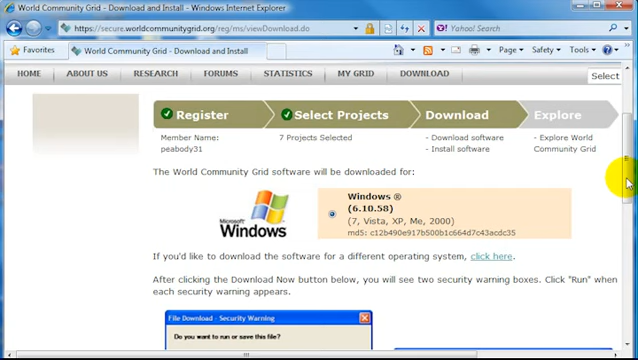 World Community Grid - Download and Install - Windows Internet Explorer
https://secure.worldcommunitygrid.org/reg/ms/viewDownload.do
Yahoo! Search
Favorites
World Community Grid - Download and Install
Page
Safety
Tools
HOME
ABOUT US
RESEARCH
FORUMS
STATISTICS
MY GRID
DOWNLOAD
Select
Register
Select Projects
Download
Explore
Member Name:
peabody31
7 Projects Selected
- Download software
- Install software
- Explore World
Community Grid
The World Community Grid software will be downloaded for:
Microsoft
Windows
Windows ®
(6.10.58)
(7, Vista, XP, Me, 2000)
md5: c12b490e917b500b1c664d7c43acdc35
If you'd like to download the software for a different operating system, click here.
After clicking the Download Now button below, you will see two security warning boxes. Click "Run" when
each security warning appears.
File Download - Security Warning
Do you want to run or save this file?